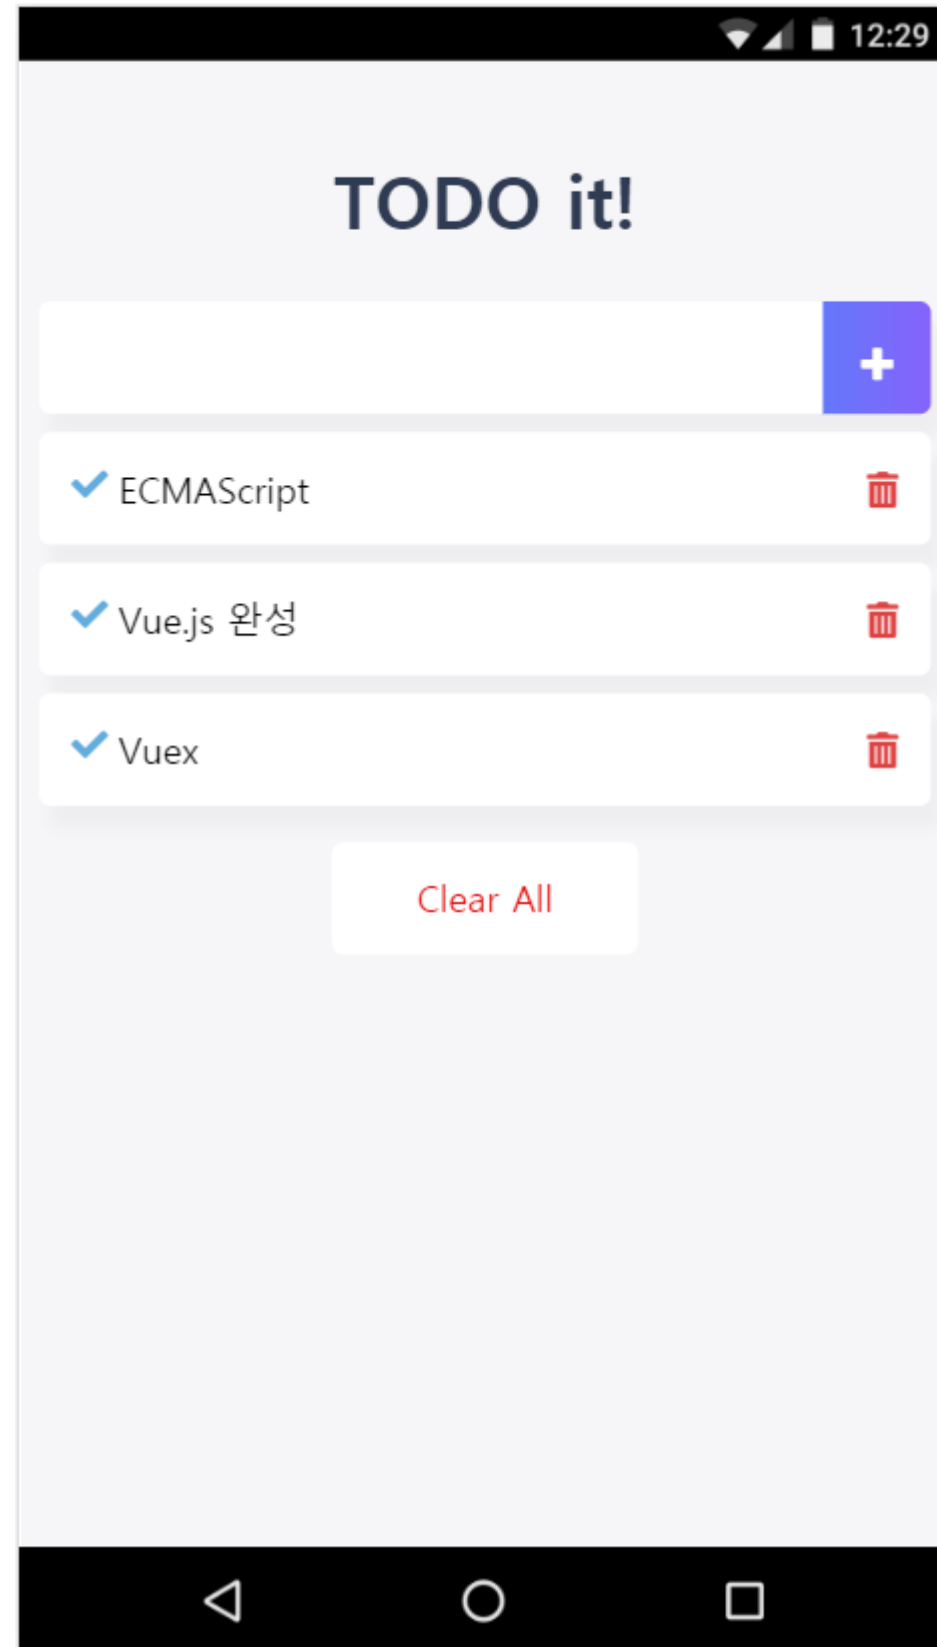 12:29
TODO it!
ECMAScript
Vue.js 완성
Vuex
Clear All